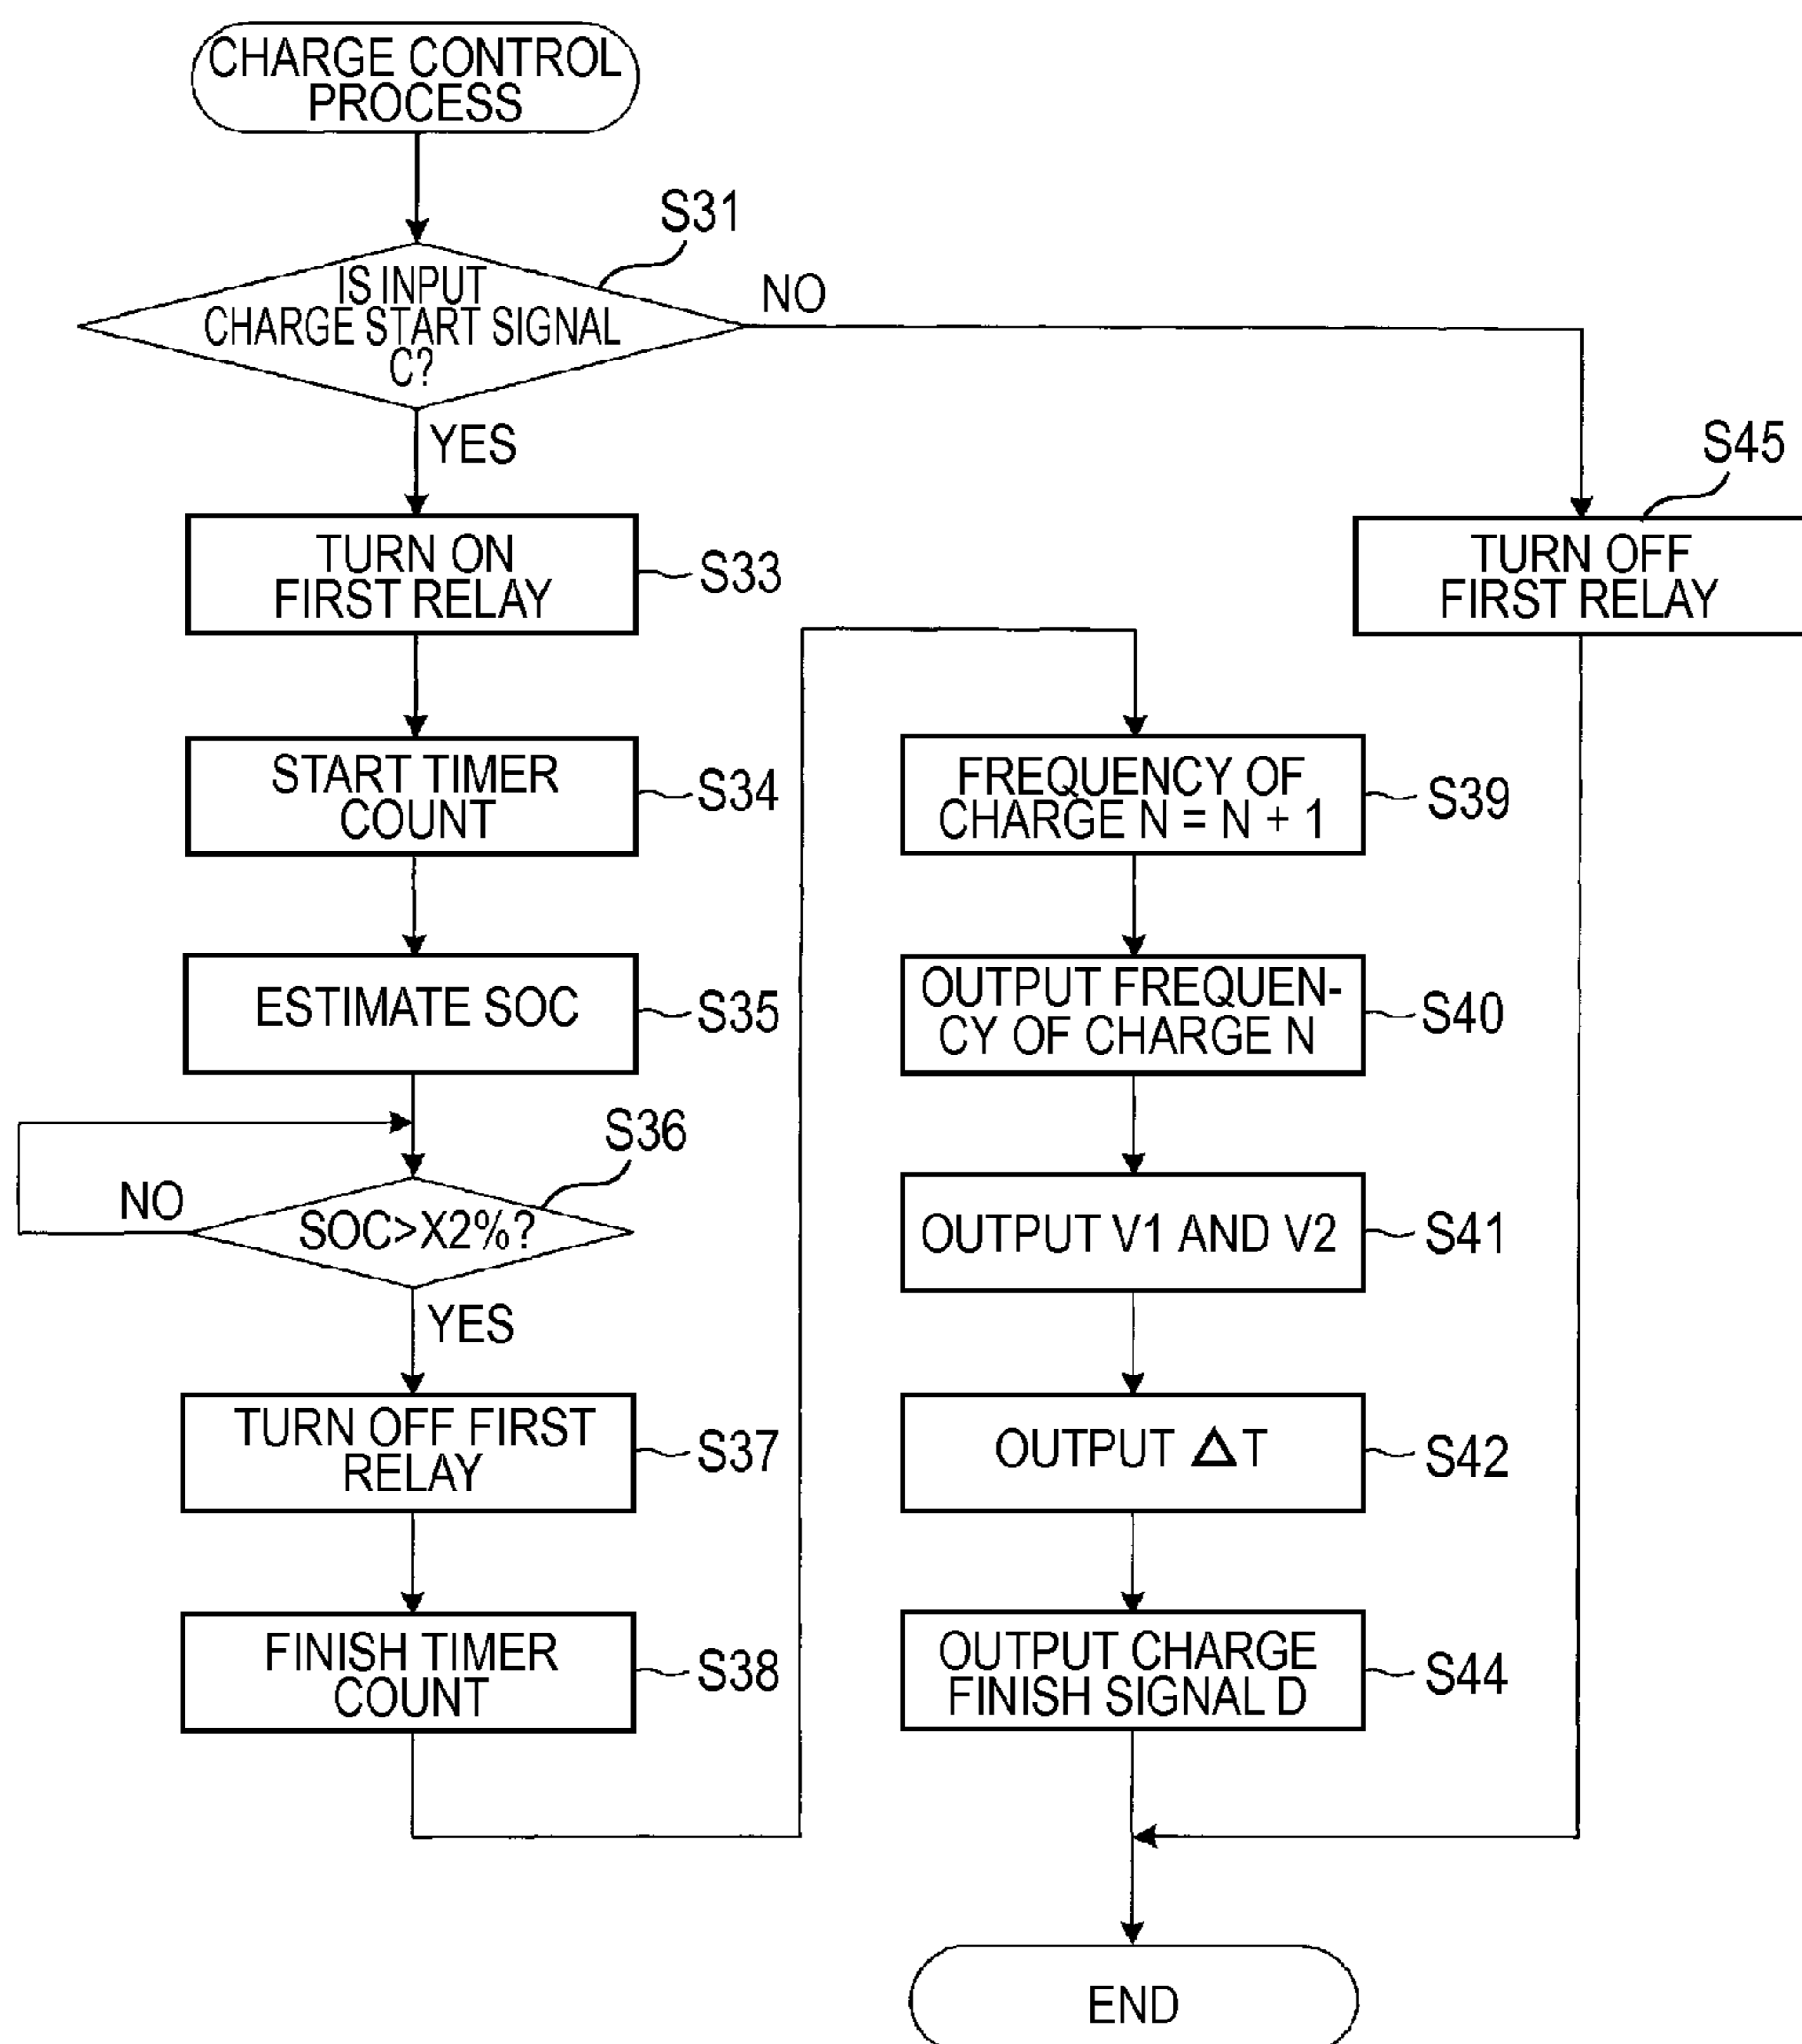 CHARGE CONTROL
PROCESS
S31
IS INPUT
CHARGE START SIGNAL
C?
NO
YES
S45
TURN ON
FIRST RELAY
S33
TURN OFF
FIRST RELAY
START TIMER
COUNT
S34
ESTIMATE SOC
S35
S36
NO
SOC>X2%?
YES
TURN OFF FIRST
RELAY
S37
FINISH TIMER
COUNT
S38
FREQUENCY OF
CHARGE N = N + 1
S39
OUTPUT FREQUEN-
CY OF CHARGE N
S40
OUTPUT V1 AND V2
S41
OUTPUT △T
S42
OUTPUT CHARGE
FINISH SIGNAL D
S44
END